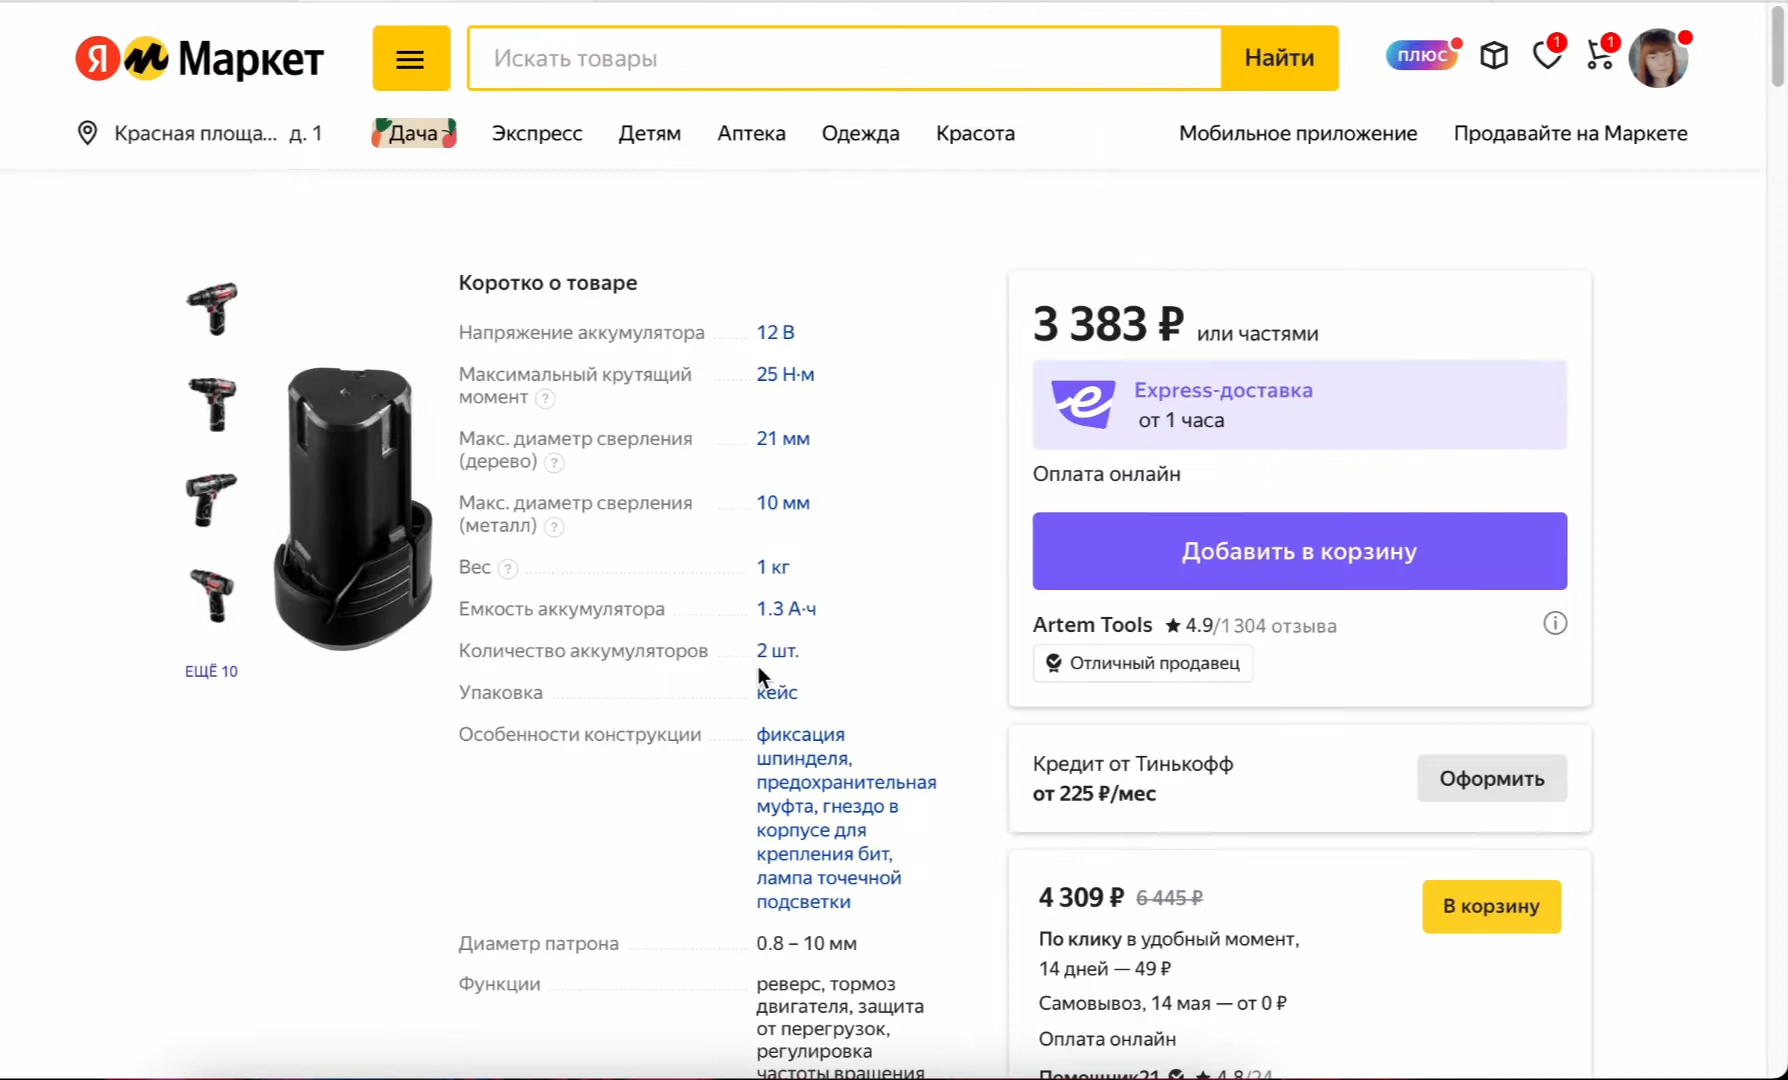 Я Маркет
Искать товары
Найти
плюс
1
1
Красная площа... д. 1
Дача
Экспресс
Детям
Аптека
Одежда
Красота
Мобильное приложение
Продавайте на Маркете
ЕЩЁ 10
Коротко о товаре
Напряжение аккумулятора 12 В
Максимальный крутящий 25 Н·м
момент ?
Макс. диаметр сверления 21 мм
(дерево) ?
Макс. диаметр сверления 10 мм
(металл) ?
Вес ? 1 кг
Емкость аккумулятора 1.3 А·ч
Количество аккумуляторов 2 шт.
Упаковка кейс
Особенности конструкции фиксация
шпинделя,
предохранительная
муфта, гнездо в
корпусе для
крепления бит,
лампа точечной
подсветки
Диаметр патрона 0.8 – 10 мм
Функции реверс, тормоз
двигателя, защита
от перегрузок,
регулировка
частоты вращения
3 383 ₽ или частями
Express-доставка
от 1 часа
Оплата онлайн
Добавить в корзину
Artem Tools ★ 4.9/1 304 отзыва
Отличный продавец
Кредит от Тинькофф
от 225 ₽/мес
Оформить
4 309 ₽ 6 445 ₽
В корзину
По клику в удобный момент,
14 дней — 49 ₽
Самовывоз, 14 мая — от 0 ₽
Оплата онлайн
Помощник21 ★ 4.8/24